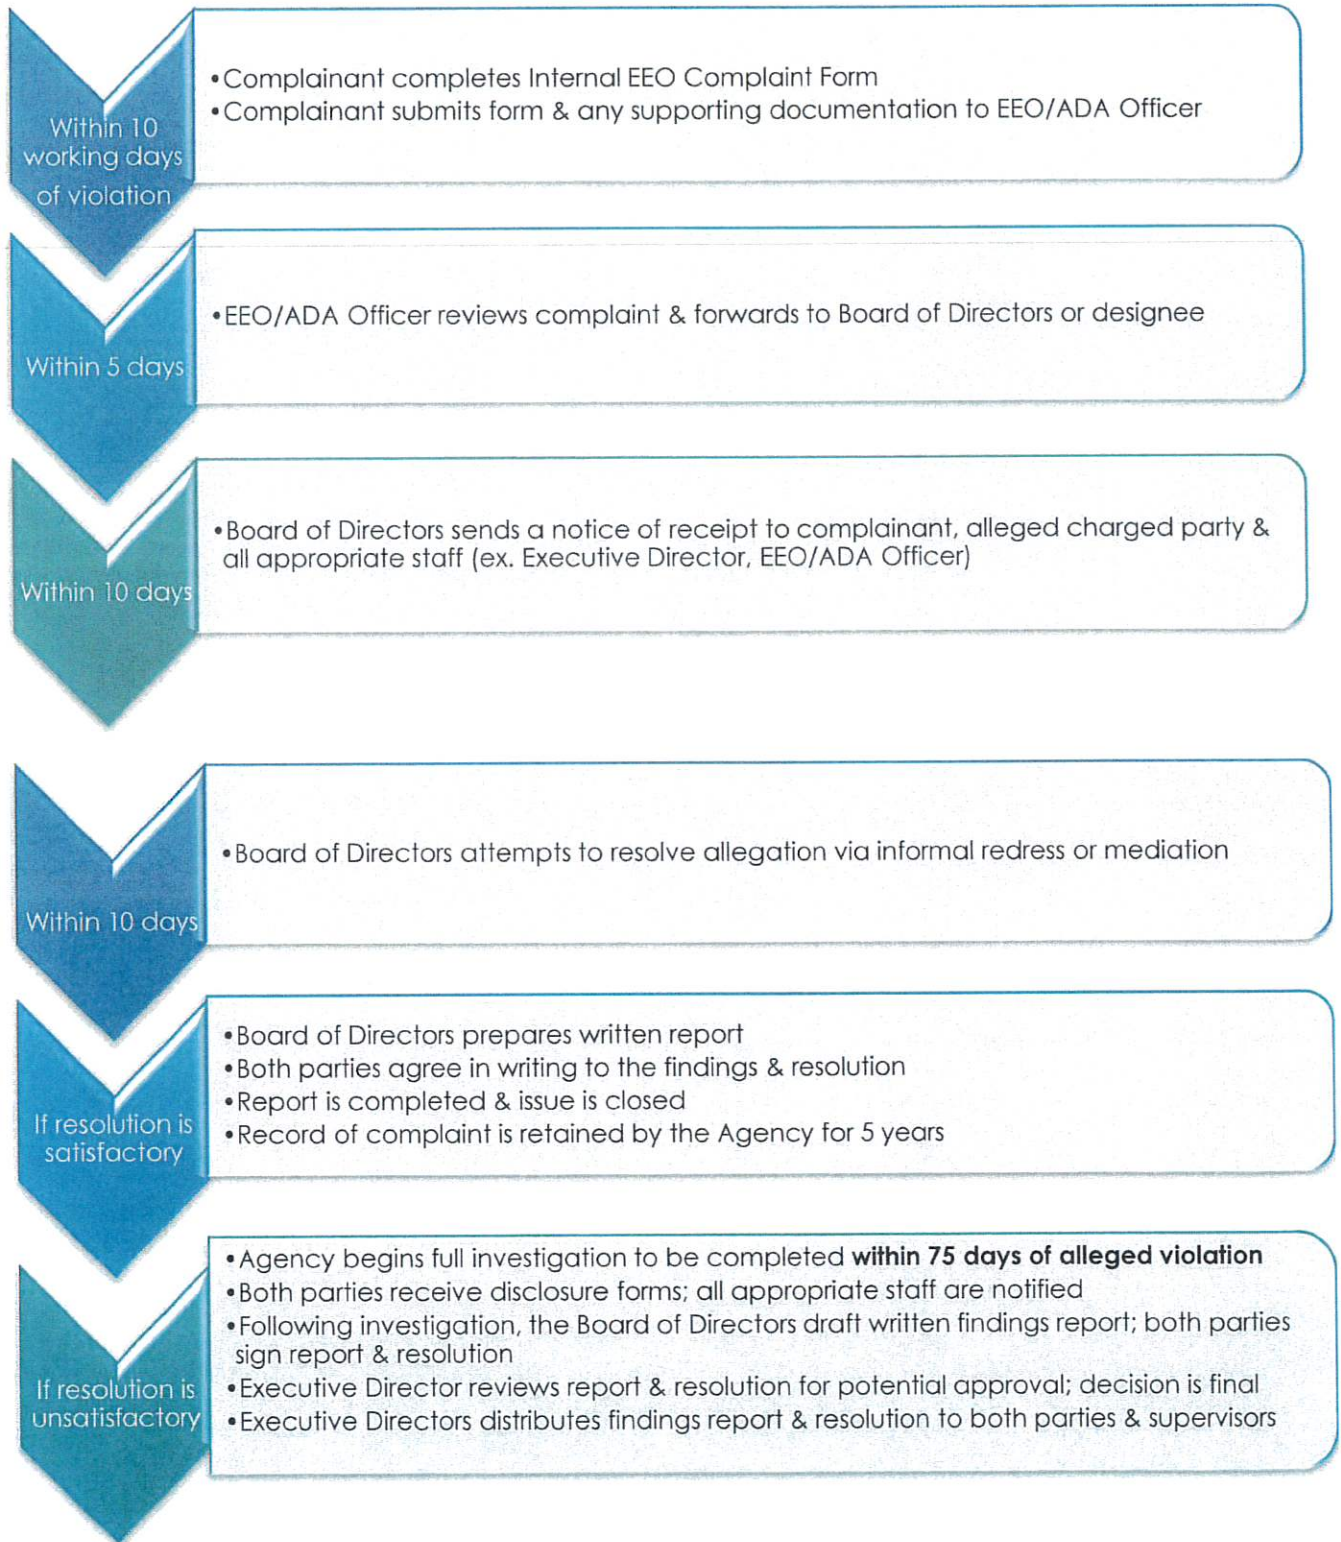 Within 10
working days
of violation
•Complainant completes Internal EEO Complaint Form
•Complainant submits form & any supporting documentation to EEO/ADA Officer
Within 5 days
•EEO/ADA Officer reviews complaint & forwards to Board of Directors or designee
Within 10 days
•Board of Directors sends a notice of receipt to complainant, alleged charged party &
all appropriate staff (ex. Executive Director, EEO/ADA Officer)
Within 10 days
•Board of Directors attempts to resolve allegation via informal redress or mediation
If resolution is
satisfactory
•Board of Directors prepares written report
•Both parties agree in writing to the findings & resolution
•Report is completed & issue is closed
•Record of complaint is retained by the Agency for 5 years
If resolution is
unsatisfactory
•Agency begins full investigation to be completed within 75 days of alleged violation
•Both parties receive disclosure forms; all appropriate staff are notified
•Following investigation, the Board of Directors draft written findings report; both parties
sign report & resolution
•Executive Director reviews report & resolution for potential approval; decision is final
•Executive Directors distributes findings report & resolution to both parties & supervisors